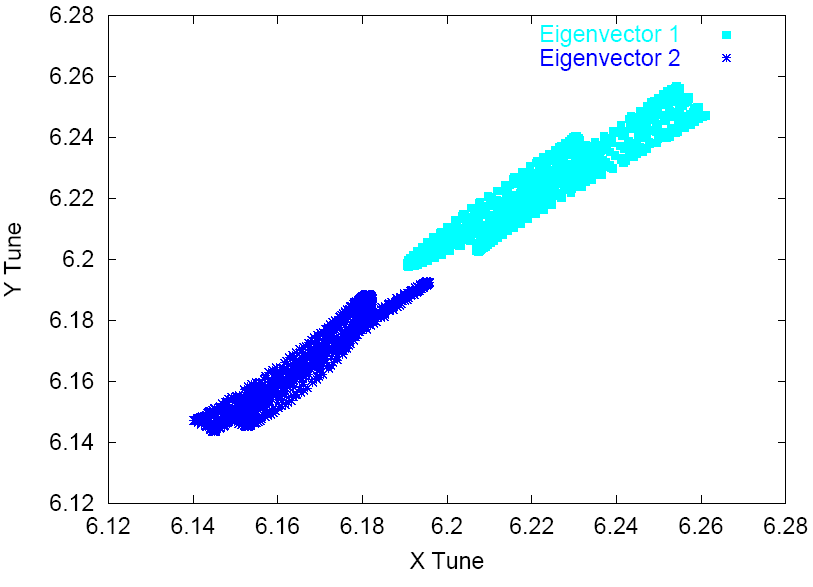 6.28
Eigenvector 1
Eigenvector 2
6.26
6.24
6.22
6.2
6.18
6.16
6.14
6.12
Y Tune
6.12 6.14 6.16 6.18 6.2 6.22 6.24 6.26 6.28
X Tune